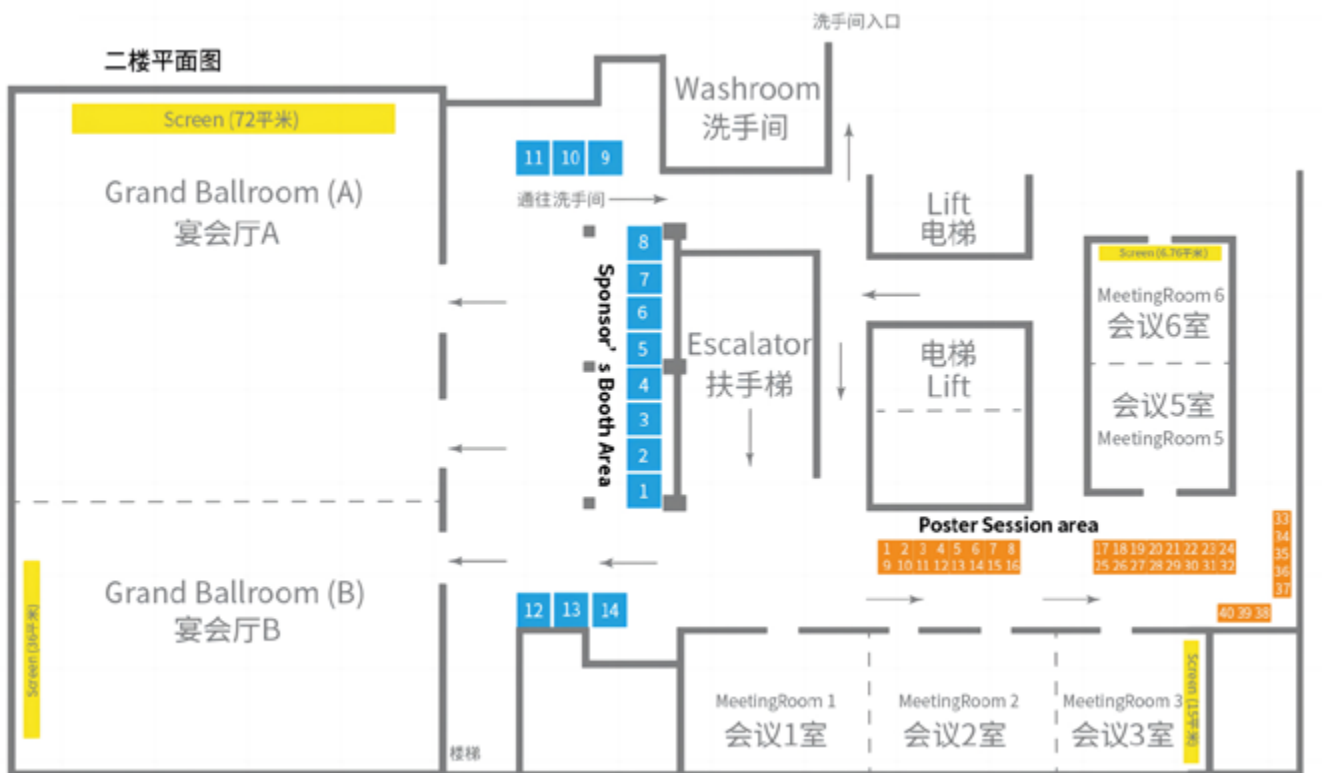 洗手间入口
二楼平面图
Screen (72平米)
Grand Ballroom (A)
宴会厅A
Washroom
洗手间
11 10 9
通往洗手间
8
7
6
5
4
3
2
1
Sponsor's Booth Area
Escalator
扶手梯
Lift
电梯
电梯
Lift
Screen (6.76平米)
MeetingRoom 6
会议6室
会议5室
MeetingRoom 5
Poster Session area
1 2 3 4 5 6 7 8
9 10 11 12 13 14 15 16
17 18 19 20 21 22 23 24
25 26 27 28 29 30 31 32
33
34
35
36
37
40 39 38
Screen (36平米)
Grand Ballroom (B)
宴会厅B
12 13 14
楼梯
MeetingRoom 1
会议1室
MeetingRoom 2
会议2室
MeetingRoom 3
会议3室
Screen (15平米)